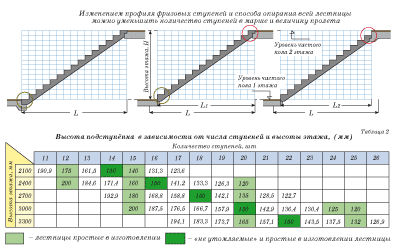 Изменением профиля фризовых ступеней и способа опирания всей лестницы
можно уменьшить количество ступеней в марше и величину пролета
Высота этажа, H
Уровень чистого
пола 2 этажа
Уровень чистого
пола 1 этажа
L
L1
L2
Таблица 2
Высота подступёнка в зависимости от числа ступеней и высоты этажа, (мм)
Количество ступеней, шт
Высота этажа, мм
11 12 13 14 15 16 17 18 19 20 21 22 23 24 25 26
2100 190,9 175 161,5 150 140 131,3 123,6
2400 200 184,6 171,4 160 150 141,2 133,3 126,3 120
2700 192,9 180 168,8 158,8 150 142,1 135 128,6 122,7
3000 200 187,5 176,5 166,7 157,9 150 142,9 136,4 130,4 125 120
3300 194,1 183,3 173,7 165 157,1 150 143,5 137,5 132 126,9
– лестницы простые в изготовлении
– «не утомляемые» и простые в изготовлении лестницы